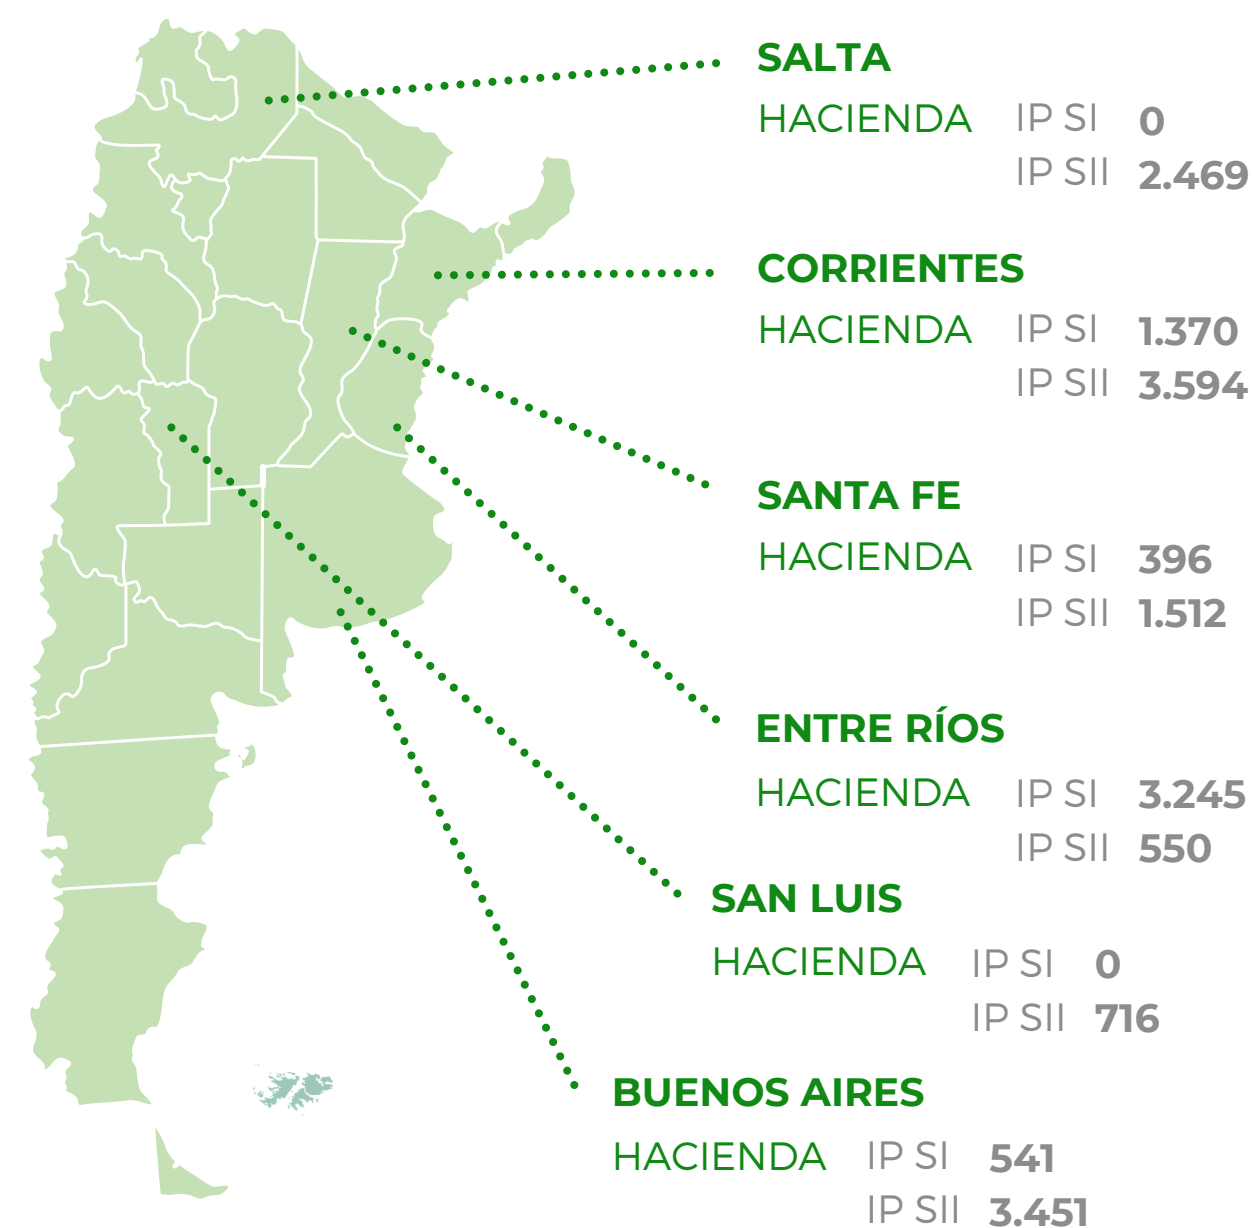 SALTA
HACIENDA IP SI 0
IP SII 2.469
CORRIENTES
HACIENDA IP SI 1.370
IP SII 3.594
SANTA FE
HACIENDA IP SI 396
IP SII 1.512
ENTRE RÍOS
HACIENDA IP SI 3.245
IP SII 550
SAN LUIS
HACIENDA IP SI 0
IP SII 716
BUENOS AIRES
HACIENDA IP SI 541
IP SII 3.451